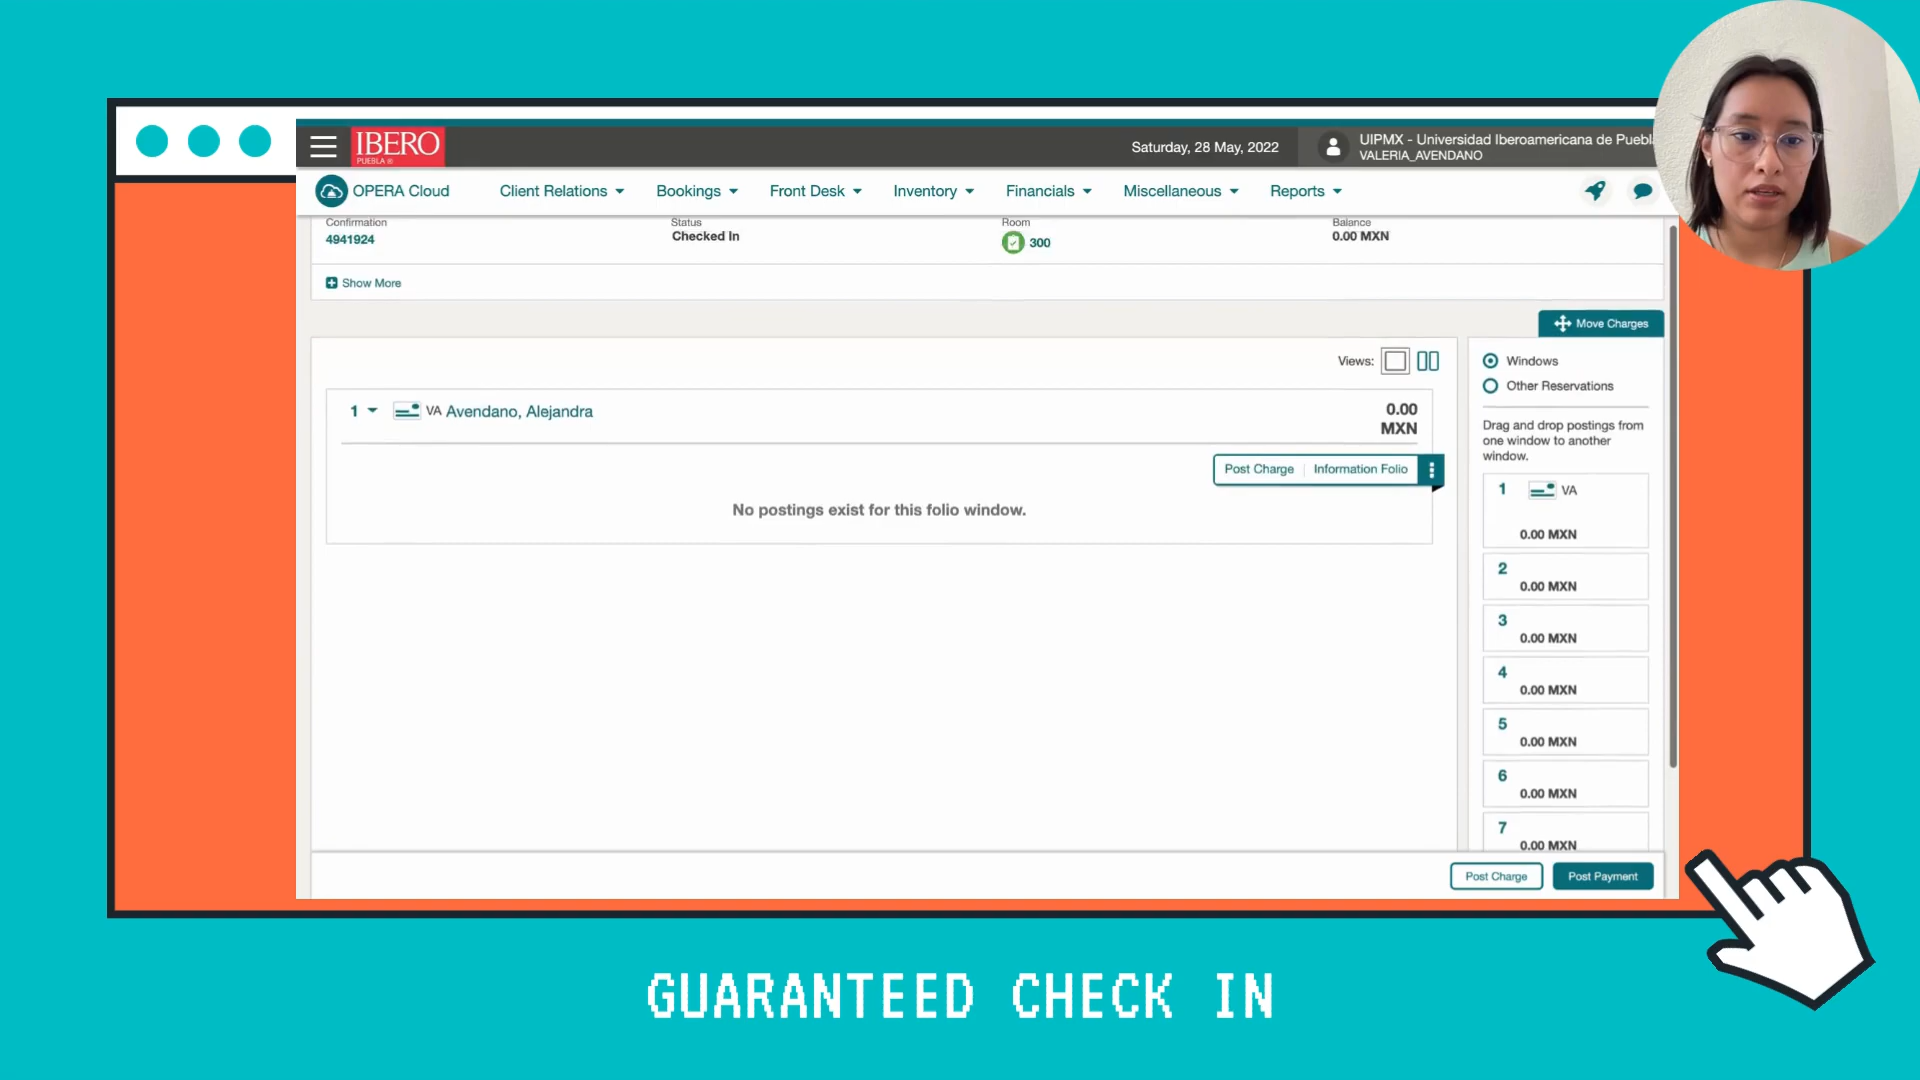 IBERO
PUEBLA ®
Saturday, 28 May, 2022
UIPMX - Universidad Iberoamericana de Puebl
VALERIA_AVENDANO
OPERA Cloud
Client Relations
Bookings
Front Desk
Inventory
Financials
Miscellaneous
Reports
Confirmation
4941924
Status
Checked In
Room
300
Balance
0.00 MXN
Show More
Move Charges
Views:
Windows
Other Reservations
1
VA Avendano, Alejandra
0.00
MXN
Drag and drop postings from
one window to another
window.
Post Charge
Information Folio
No postings exist for this folio window.
1
VA
0.00 MXN
2
0.00 MXN
3
0.00 MXN
4
0.00 MXN
5
0.00 MXN
6
0.00 MXN
7
0.00 MXN
Post Charge
Post Payment
GUARANTEED CHECK IN